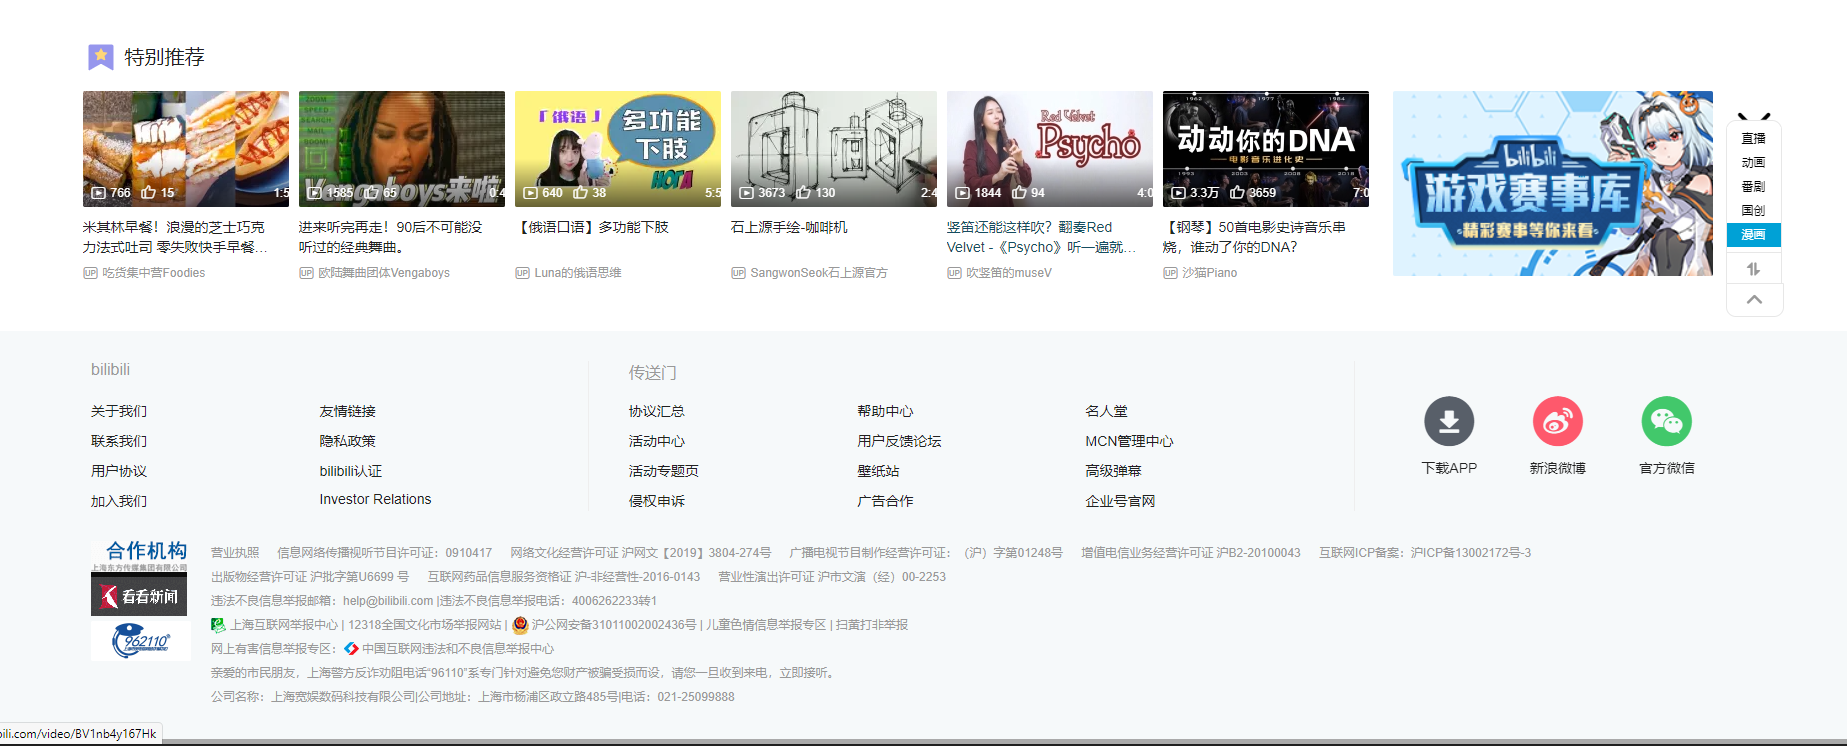 特别推荐
ZOOM
SPEED
SEARCH
MAIL
ZOOM!
Vengaboys来啦
「俄语」
多功能
下肢
НОГА
Red Velvet
Psycho
1962 1977 1984
动动你的DNA
电影音乐进化史
1993 2003 2008 2018
bilibili
游戏赛事库
精彩赛事等你来看
766 15 1:5
1585 65 0:4
640 38 5:5
3673 130 2:4
1844 94 4:0
3.3万 3659 7:0
米其林早餐！浪漫的芝士巧克
力法式吐司 零失败快手早餐...
UP 吃货集中营Foodies
进来听完再走！90后不可能没
听过的经典舞曲。
UP 欧陆舞曲团体Vengaboys
【俄语口语】多功能下肢
UP Luna的俄语思维
石上源手绘-咖啡机
UP SangwonSeok石上源官方
竖笛还能这样吹？翻奏Red
Velvet -《Psycho》听一遍就...
UP 吹竖笛的museV
【钢琴】50首电影史诗音乐串
烧，谁动了你的DNA？
UP 沙猫Piano
直播
动画
番剧
国创
漫画
bilibili
关于我们 友情链接
联系我们 隐私政策
用户协议 bilibili认证
加入我们 Investor Relations
传送门
协议汇总 帮助中心 名人堂
活动中心 用户反馈论坛 MCN管理中心
活动专题页 壁纸站 高级弹幕
侵权申诉 广告合作 企业号官网
下载APP 新浪微博 官方微信
合作机构
上海东方传媒集团有限公司
看看新闻
962110
营业执照 信息网络传播视听节目许可证：0910417 网络文化经营许可证 沪网文【2019】3804-274号 广播电视节目制作经营许可证：（沪）字第01248号 增值电信业务经营许可证 沪B2-20100043 互联网ICP备案：沪ICP备13002172号-3
出版物经营许可证 沪批字第U6699 号 互联网药品信息服务资格证 沪-非经营性-2016-0143 营业性演出许可证 沪市文演（经）00-2253
违法不良信息举报邮箱：help@bilibili.com |违法不良信息举报电话：4006262233转1
上海互联网举报中心 | 12318全国文化市场举报网站 | 沪公网安备31011002002436号 | 儿童色情信息举报专区 | 扫黄打非举报
网上有害信息举报专区： 中国互联网违法和不良信息举报中心
亲爱的市民朋友，上海警方反诈劝阻电话“96110”系专门针对避免您财产被骗受损而设，请您一旦收到来电，立即接听。
公司名称：上海宽娱数码科技有限公司|公司地址：上海市杨浦区政立路485号|电话：021-25099888
bili.com/video/BV1nb4y167Hk